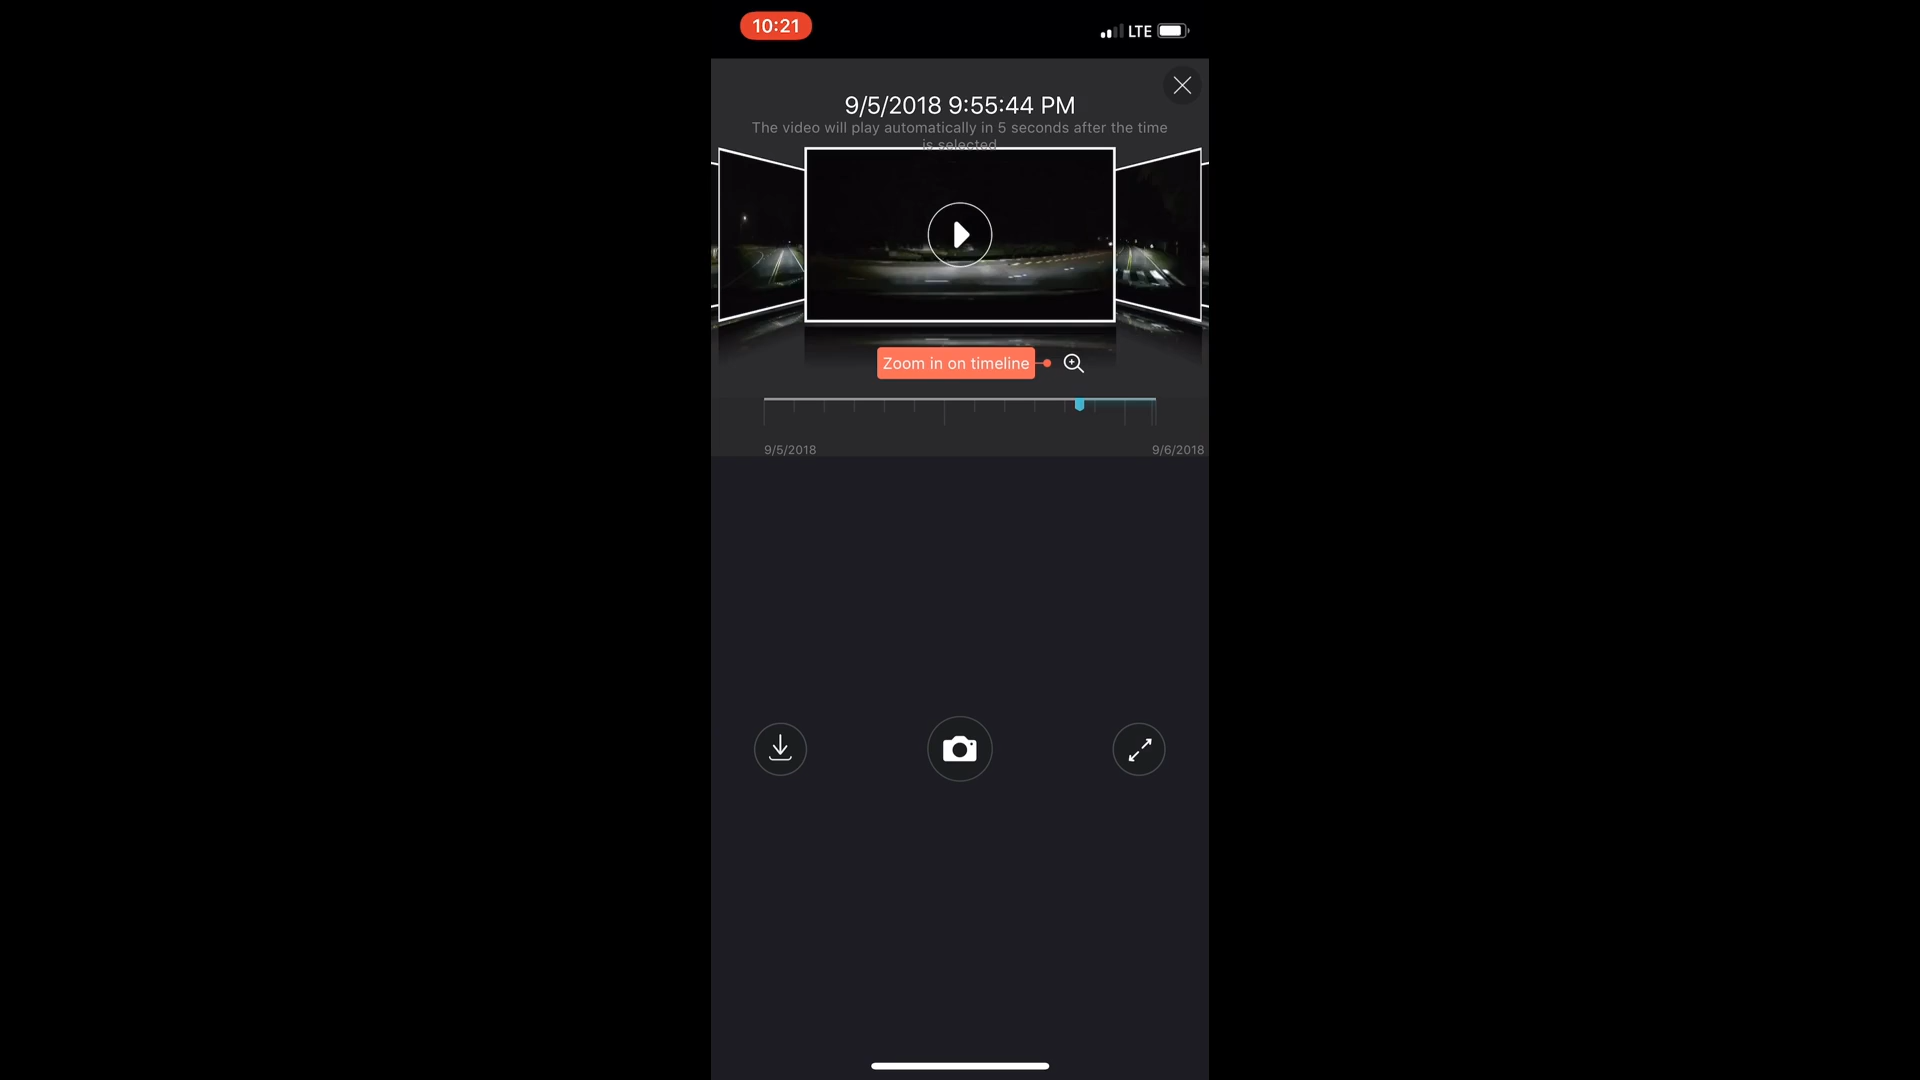 10:21
LTE
9/5/2018 9:55:44 PM
The video will play automatically in 5 seconds after the time
is selected
Zoom in on timeline
9/5/2018
9/6/2018